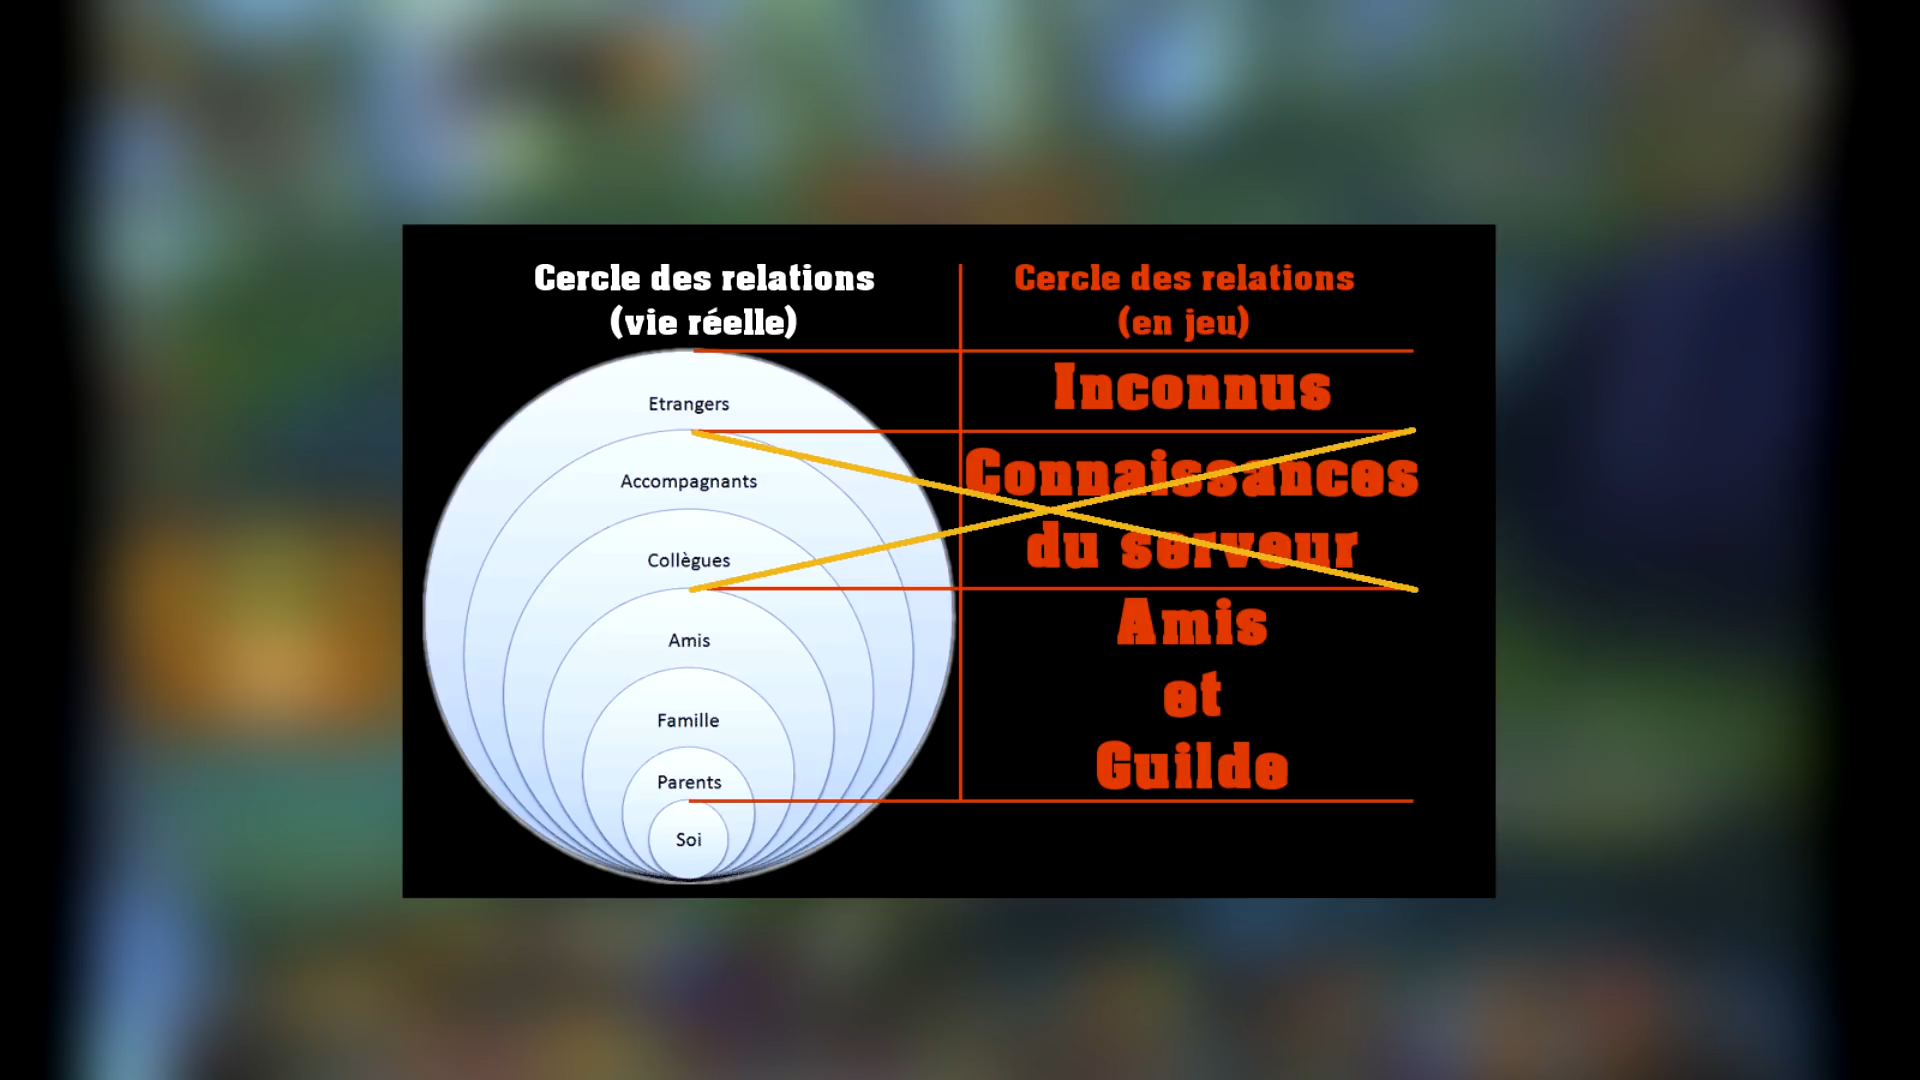 Cercle des relations
(vie réelle)
Etrangers
Accompagnants
Collègues
Amis
Famille
Parents
Soi
Cercle des relations
(en jeu)
Inconnus
Connaissances
du serveur
Amis
et
Guilde